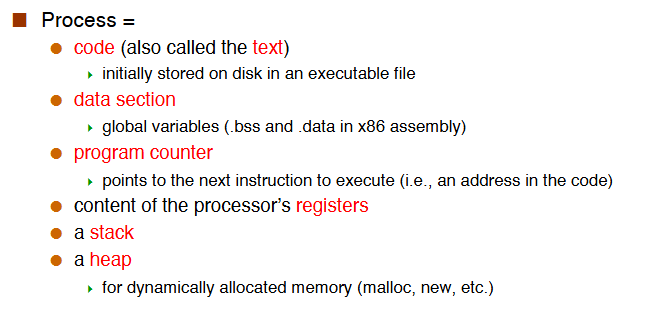 Process =
code (also called the text)
initially stored on disk in an executable file
data section
global variables (.bss and .data in x86 assembly)
program counter
points to the next instruction to execute (i.e., an address in the code)
content of the processor's registers
a stack
a heap
for dynamically allocated memory (malloc, new, etc.)